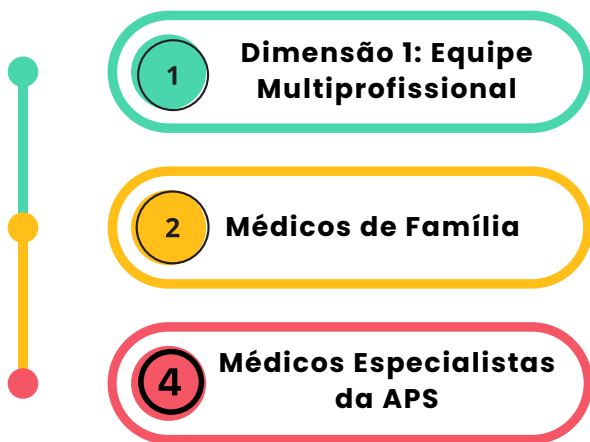 1
Dimensão 1: Equipe
Multiprofissional
2
Médicos de Família
4
Médicos Especialistas
da APS